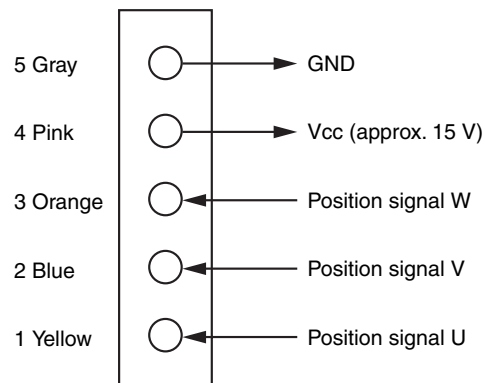 5 Gray GND
4 Pink Vcc (approx. 15 V)
3 Orange Position signal W
2 Blue Position signal V
1 Yellow Position signal U